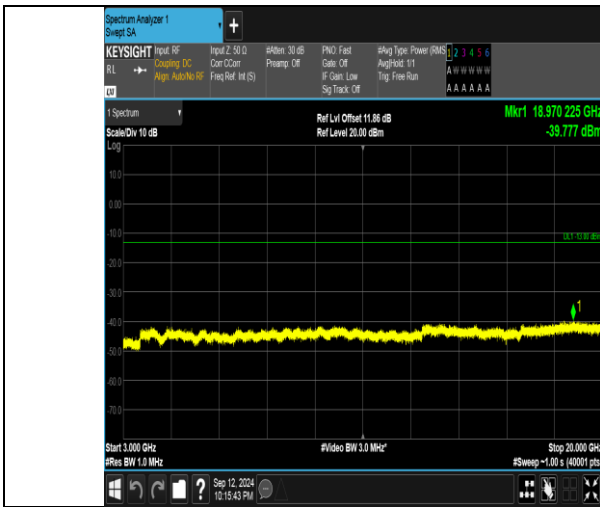 Spectrum Analyzer 1
Swept SA
+
KEYSIGHT
RL
LXI
Input: RF
Coupling: DC
Align: Auto/No RF
Input Z: 50 Ω
Corr CCorr
Freq Ref: Int (S)
#Atten: 30 dB
Preamp: Off
PNO: Fast
Gate: Off
IF Gain: Low
Sig Track: Off
#Avg Type: Power (RMS
Avg|Hold: 1/1
Trig: Free Run
1 2 3 4 5 6
A W W W W W
A A A A A A
1 Spectrum
Scale/Div 10 dB
Ref Lvl Offset 11.86 dB
Ref Level 20.00 dBm
Mkr1 18.970 225 GHz
-39.777 dBm
Log
10.0
0.00
-10.0
DL1 -13.00 dBm
-20.0
-30.0
1
-40.0
-50.0
-60.0
-70.0
Start 3.000 GHz
#Res BW 1.0 MHz
#Video BW 3.0 MHz*
Stop 20.000 GHz
#Sweep ~1.00 s (40001 pts
?
Sep 12, 2024
10:15:43 PM